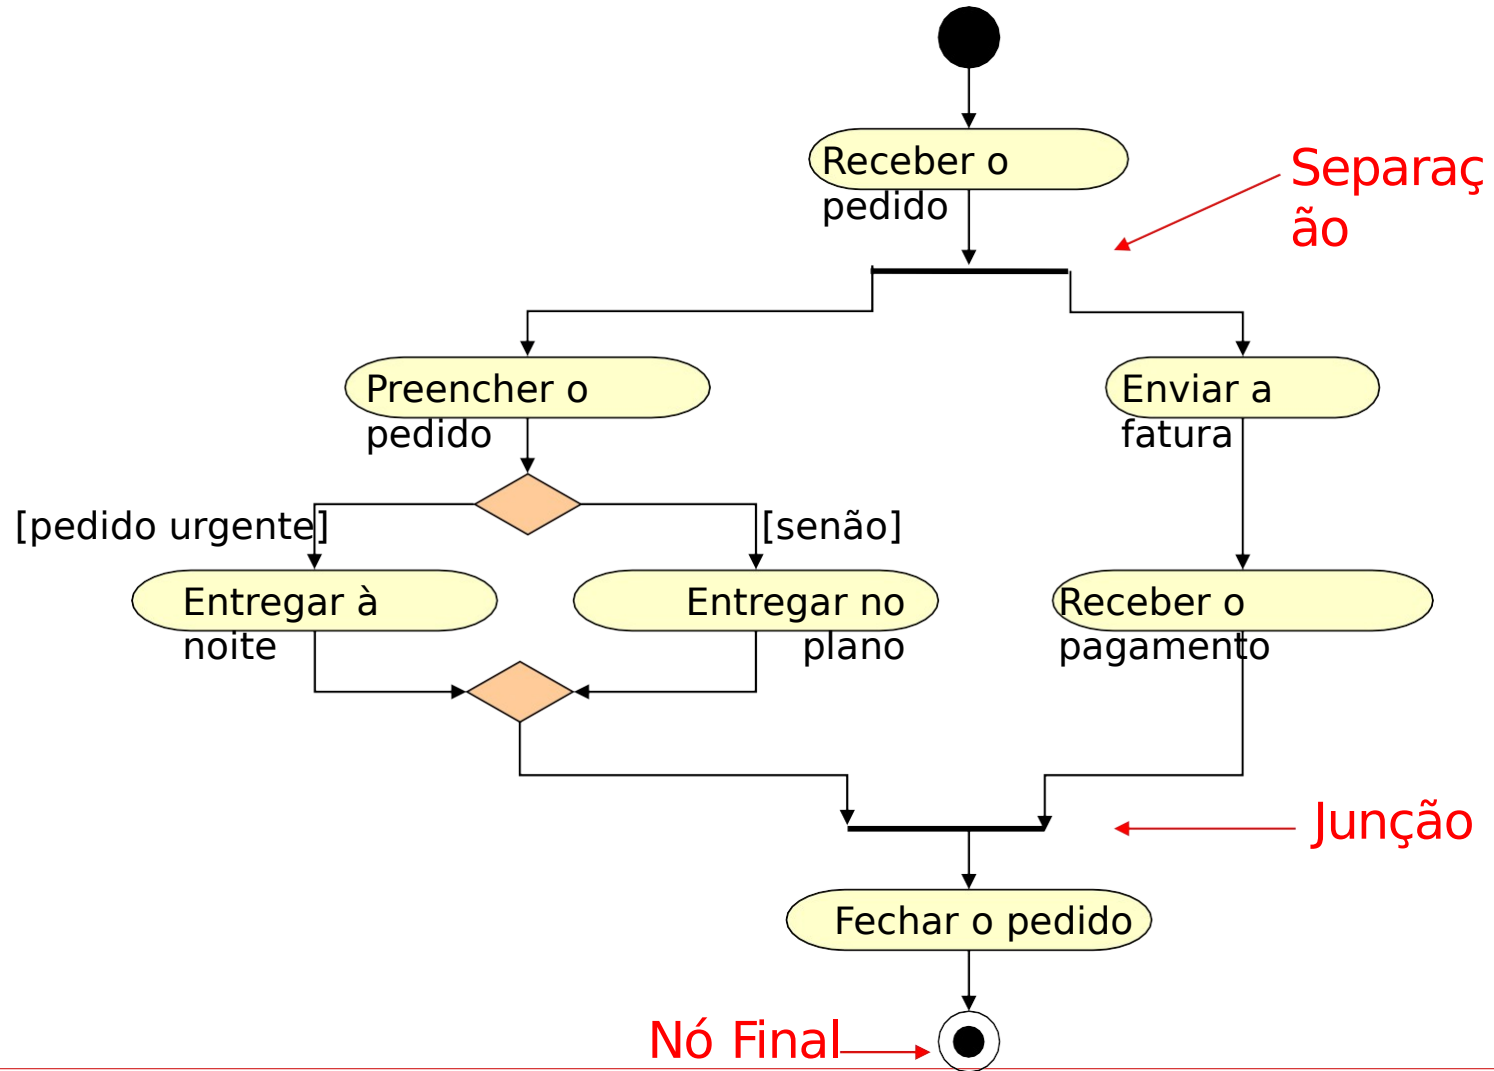 Receber o
pedido
Separaç
ão
Preencher o
pedido
Enviar a
fatura
[pedido urgente]
[senão]
Entregar à
noite
Entregar no
plano
Receber o
pagamento
Junção
Fechar o pedido
Nó Final